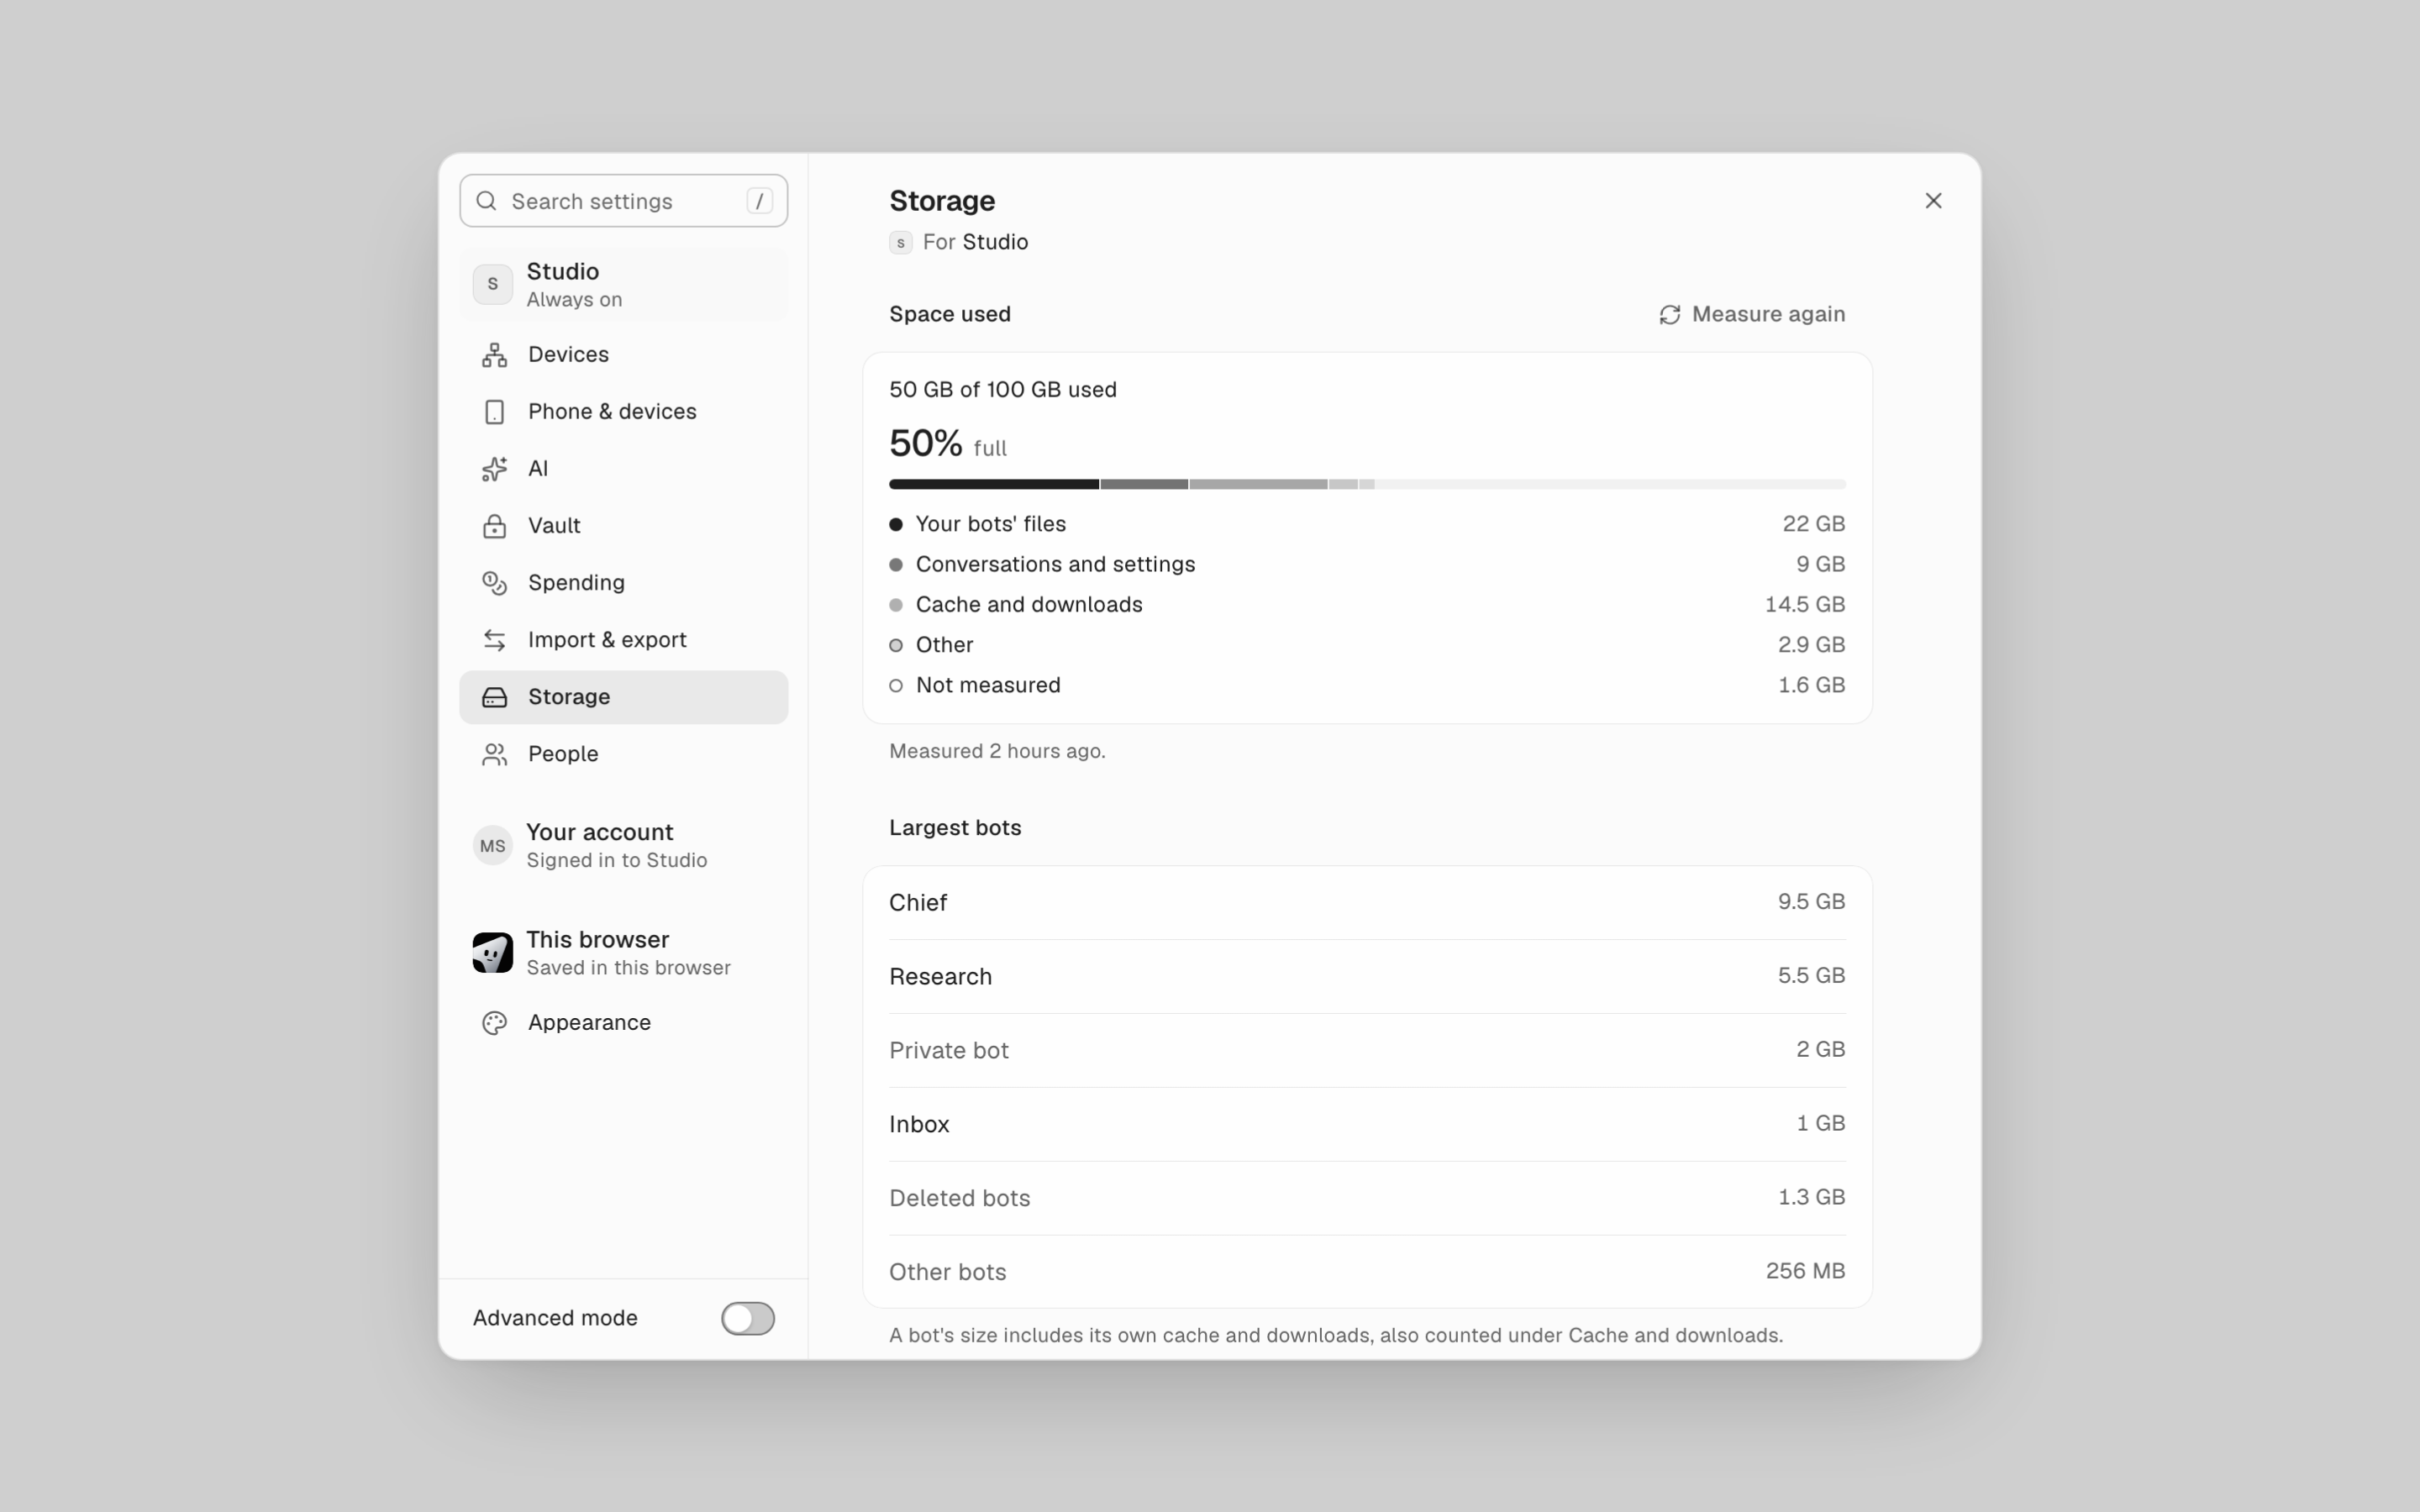 Search settings /
S
Studio
Always on
Devices
Phone & devices
AI
Vault
Spending
Import & export
Storage
People
MS
Your account
Signed in to Studio
This browser
Saved in this browser
Appearance
Advanced mode
Storage
S For Studio
Space used Measure again
50 GB of 100 GB used
50% full
Your bots' files 22 GB
Conversations and settings 9 GB
Cache and downloads 14.5 GB
Other 2.9 GB
Not measured 1.6 GB
Measured 2 hours ago.
Largest bots
Chief 9.5 GB
Research 5.5 GB
Private bot 2 GB
Inbox 1 GB
Deleted bots 1.3 GB
Other bots 256 MB
A bot's size includes its own cache and downloads, also counted under Cache and downloads.